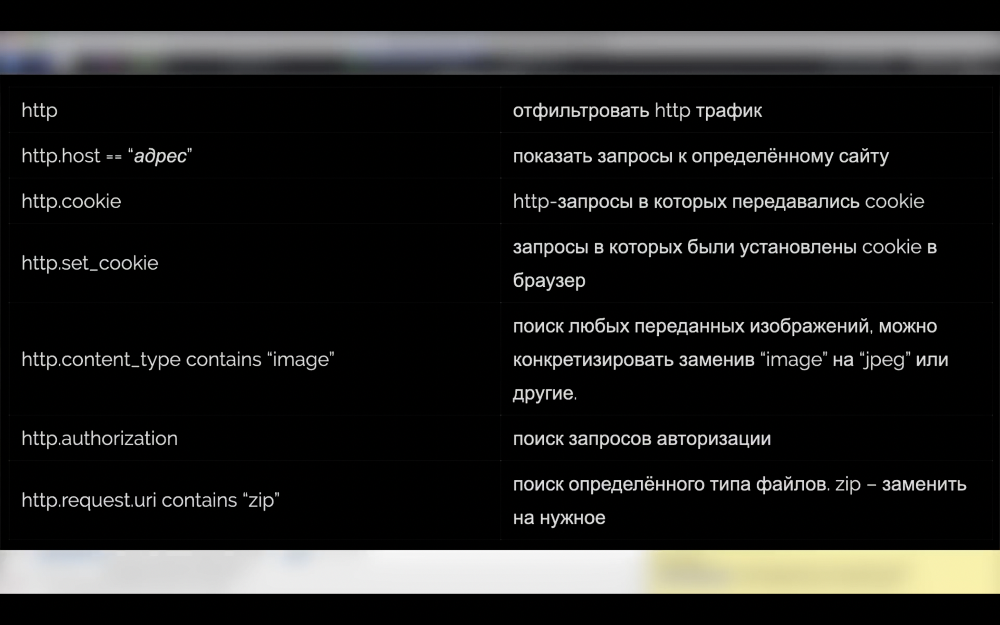 http
отфильтровать http трафик
http.host == “адрес”
показать запросы к определённому сайту
http.cookie
http-запросы в которых передавались cookie
http.set_cookie
запросы в которых были установлены cookie в
браузер
http.content_type contains “image”
поиск любых переданных изображений, можно
конкретизировать заменив “image” на “jpeg” или
другие.
http.authorization
поиск запросов авторизации
http.request.uri contains “zip”
поиск определённого типа файлов. zip – заменить
на нужное